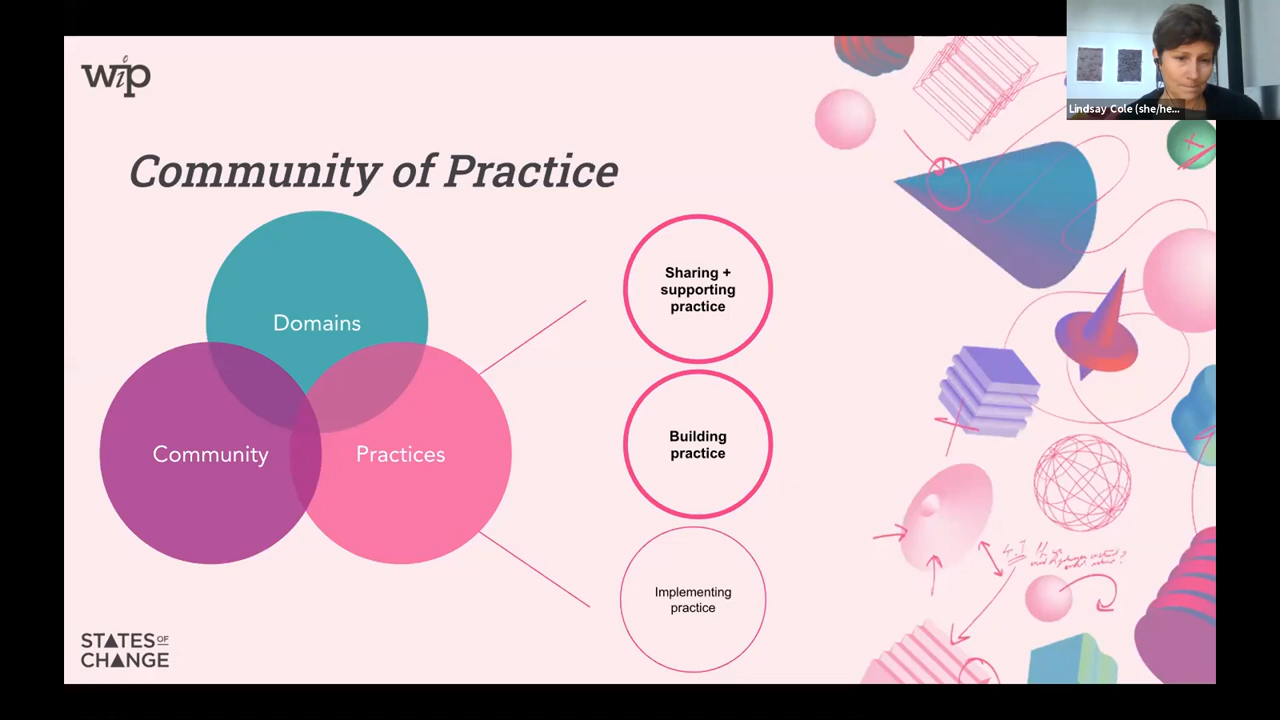 wip
Lindsay Cole (she/he...
Community of Practice
Domains
Community
Practices
Sharing +
supporting
practice
Building
practice
Implementing
practice
STATES OF
CHANGE